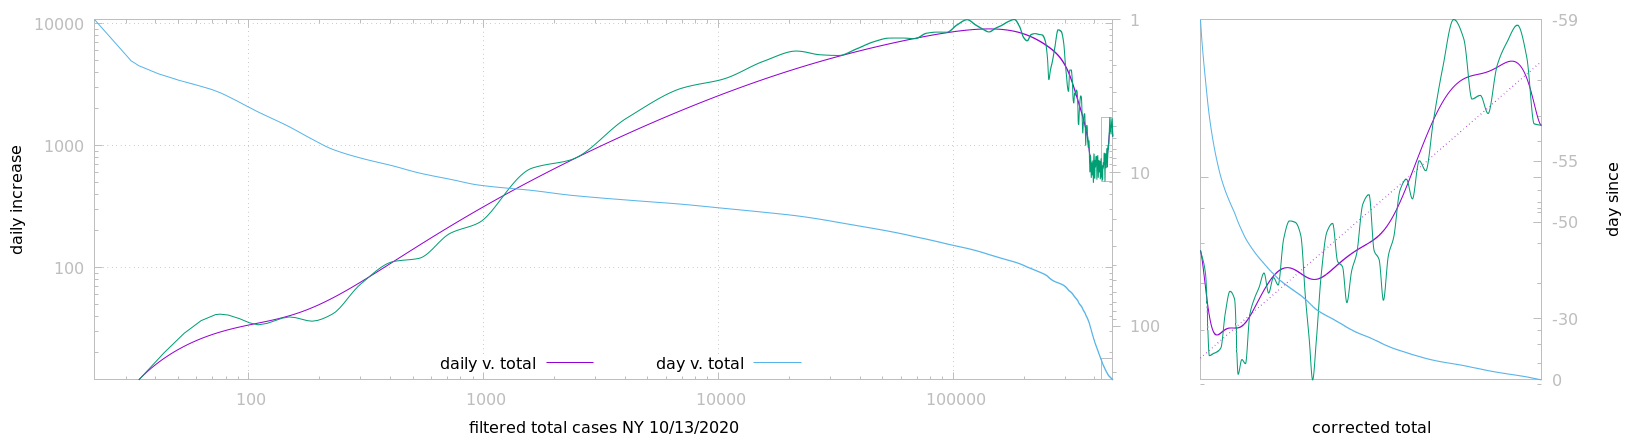 10000
1000
100
daily increase
daily v. total
day v. total
100
1000
10000
100000
filtered total cases NY 10/13/2020
1
10
100
-59
-55
-50
-30
0
day since
corrected total